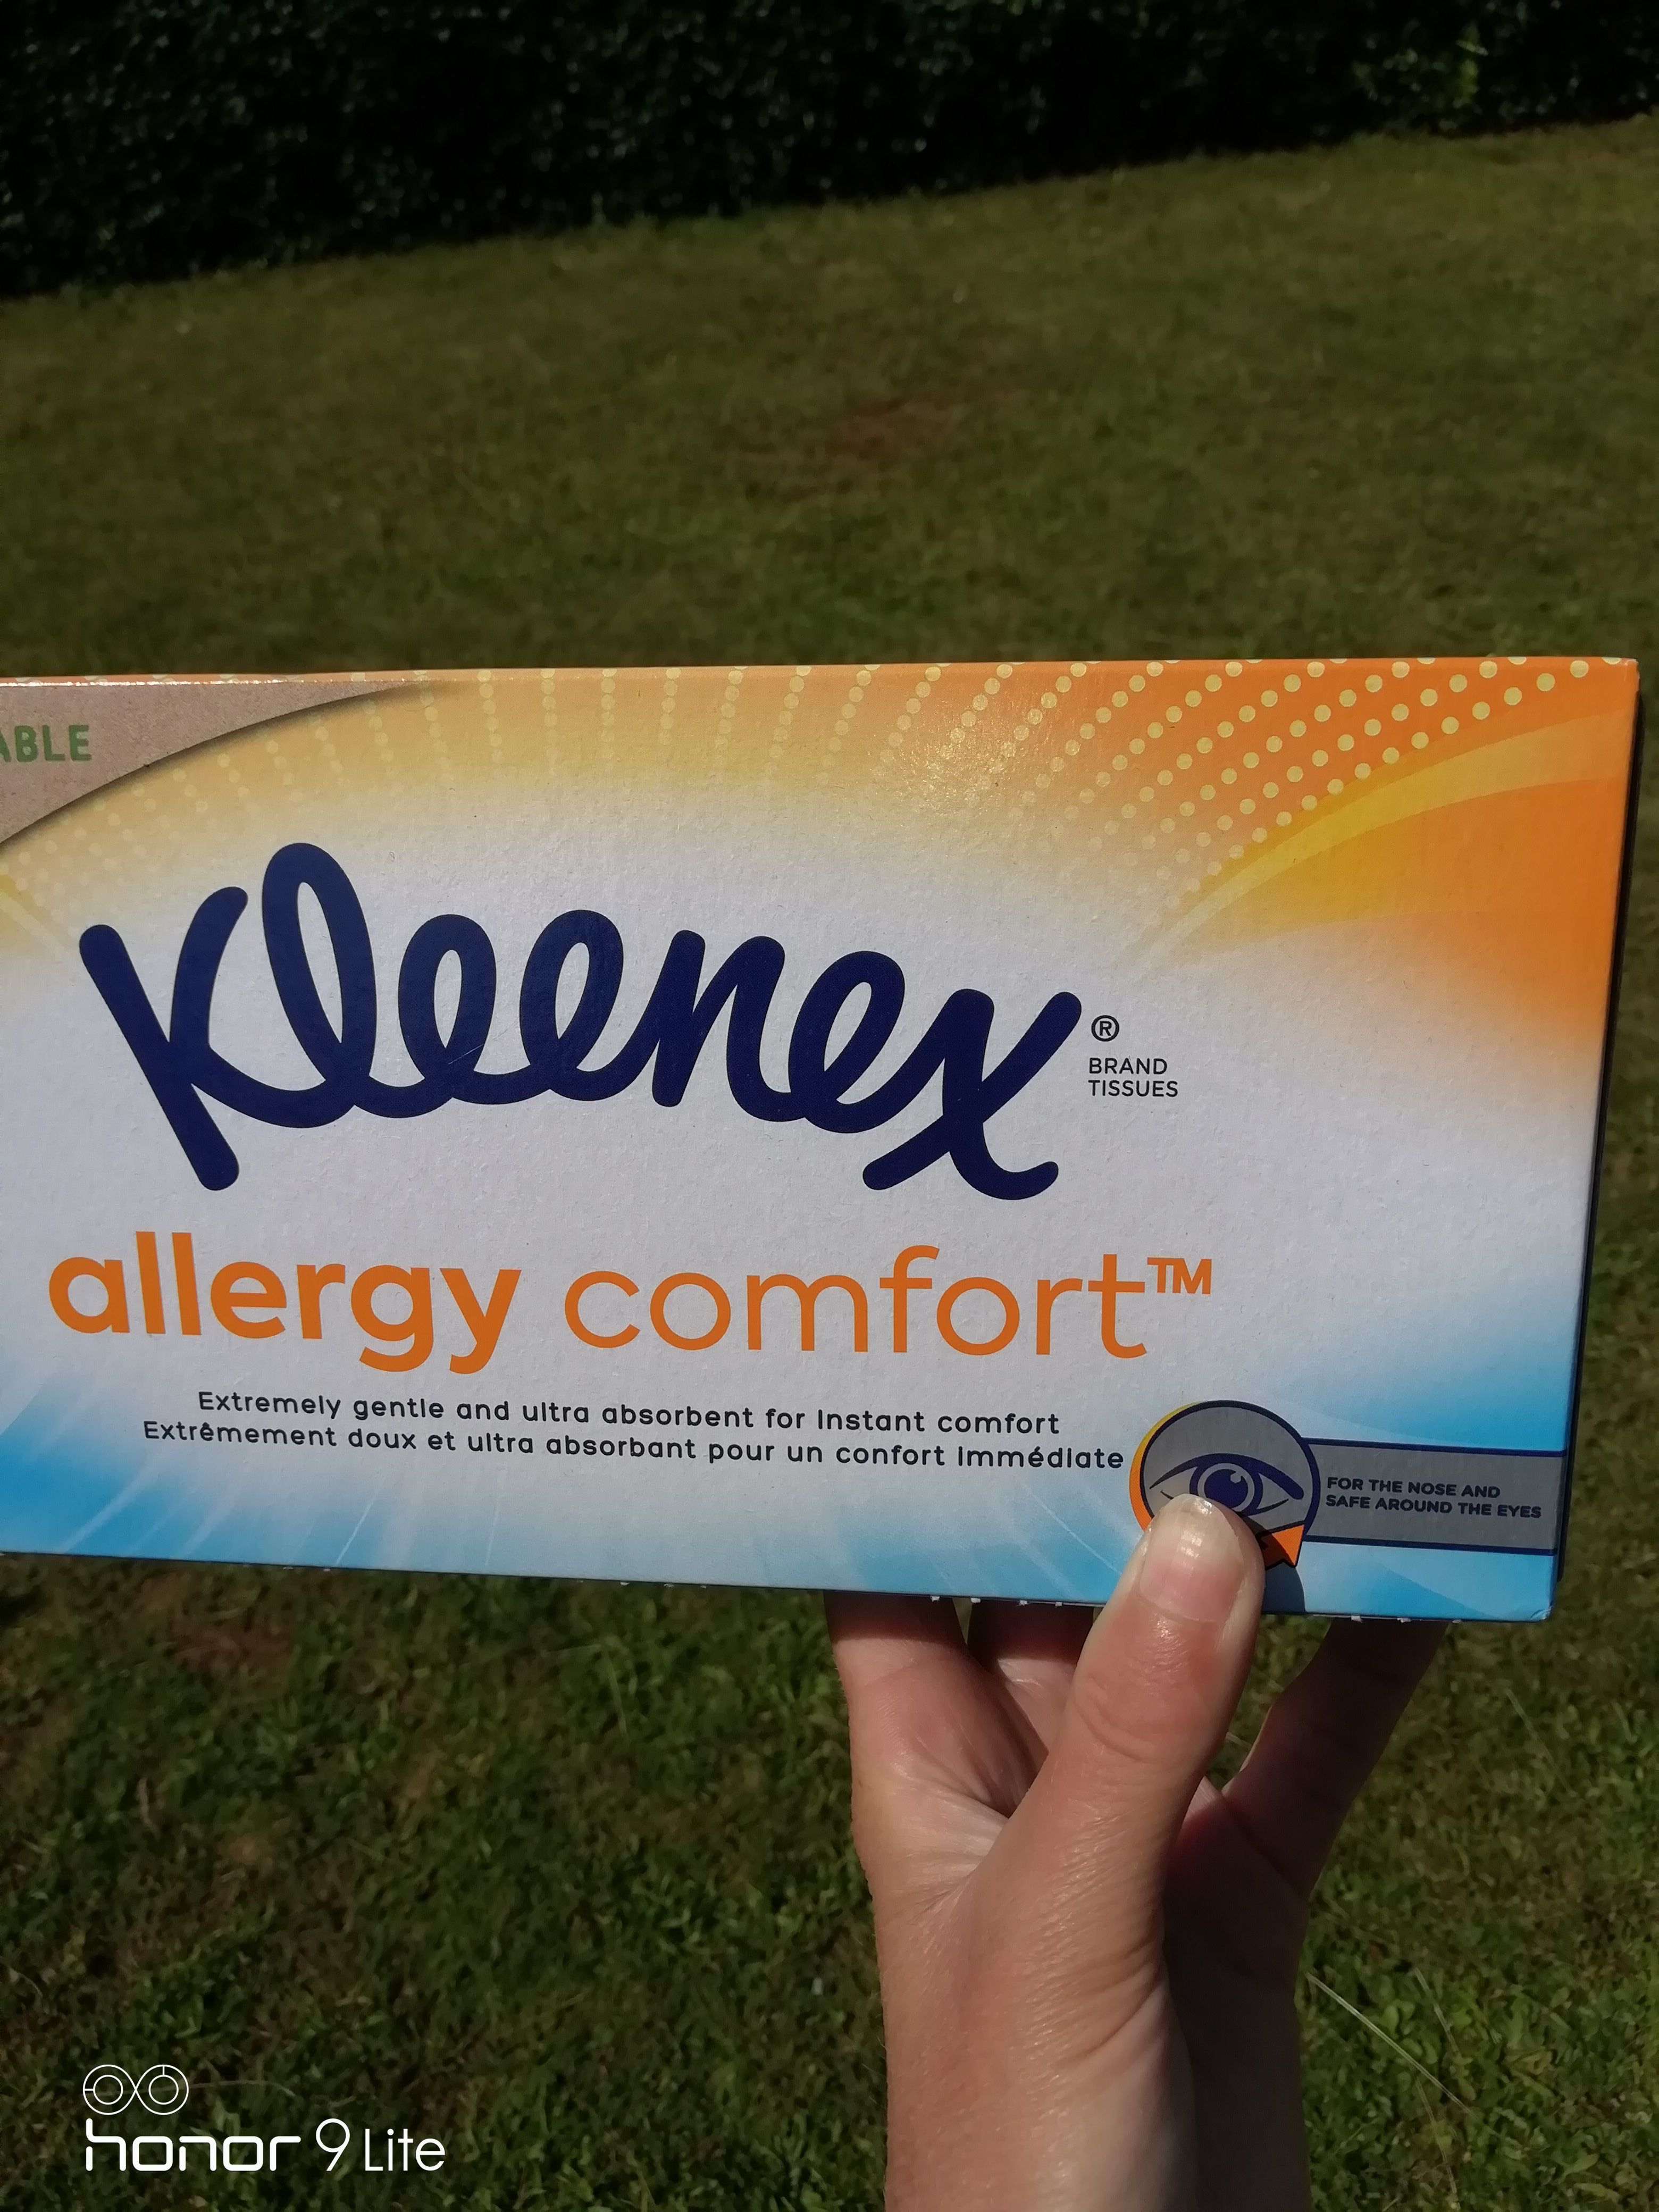 ABLE
Kleenex®
BRAND
TISSUES
allergy comfort™
Extremely gentle and ultra absorbent for Instant comfort
Extrêmement doux et ultra absorbant pour un confort Immédiate
FOR THE NOSE AND
SAFE AROUND THE EYES
honor 9 Lite